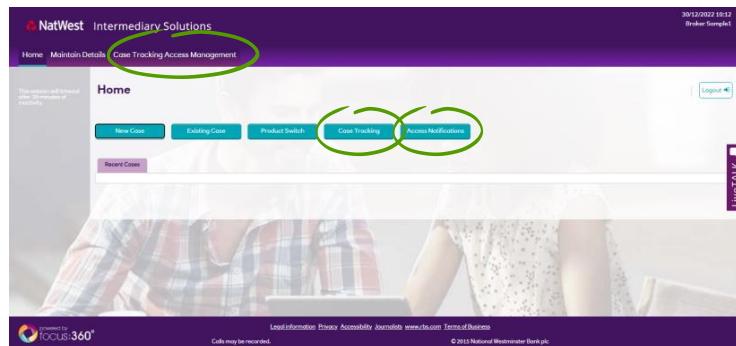 30/12/2022 10:12
Broker Sample1
NatWest Intermediary Solutions
Home Maintain Details Case Tracking Access Management
This session will timeout
after 30 minutes of
inactivity.
Home
Logout
New Case Existing Case Product Switch Case Tracking Access Notifications
Recent Cases
LiveTALK
powered by
focus:360°
Legal information Privacy Accessibility Journalists www.rbs.com Terms of Business
Calls may be recorded. © 2015 National Westminster Bank plc